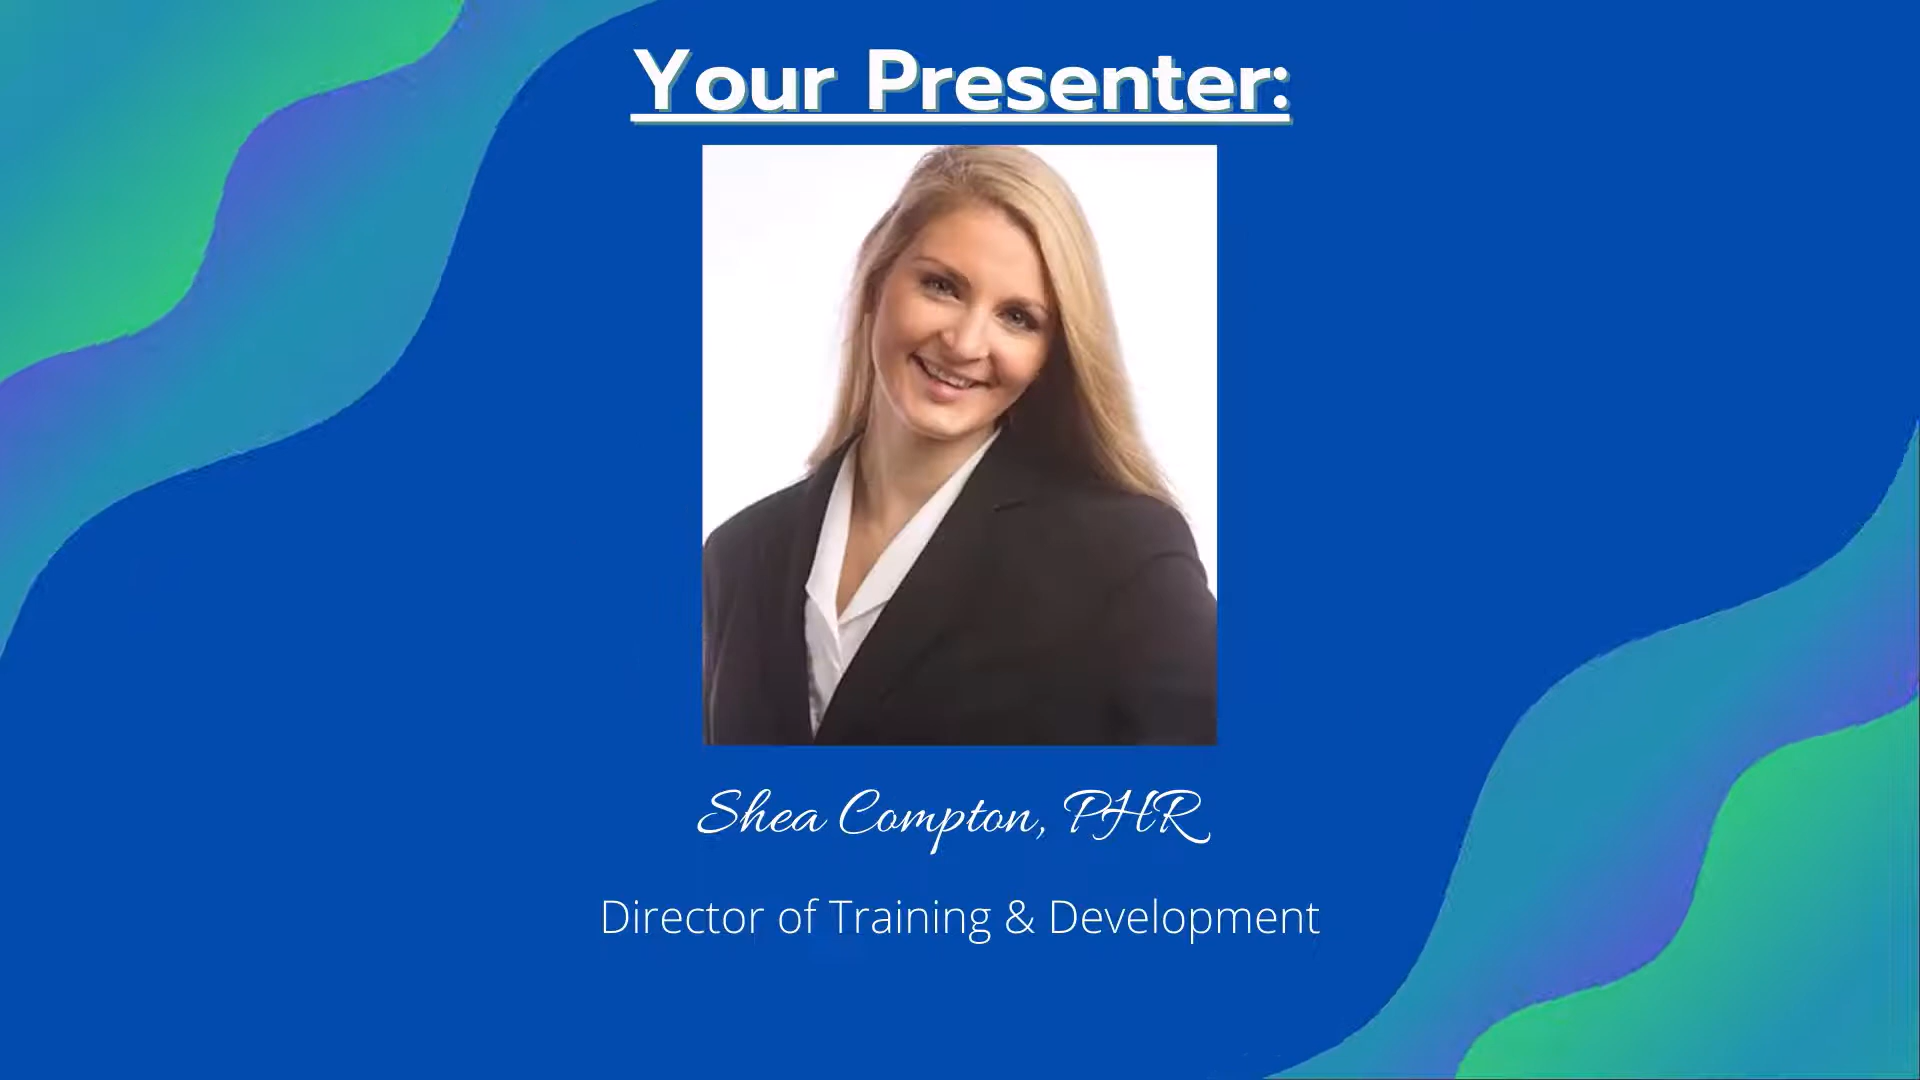 Your Presenter:
Shea Compton, PHR
Director of Training & Development